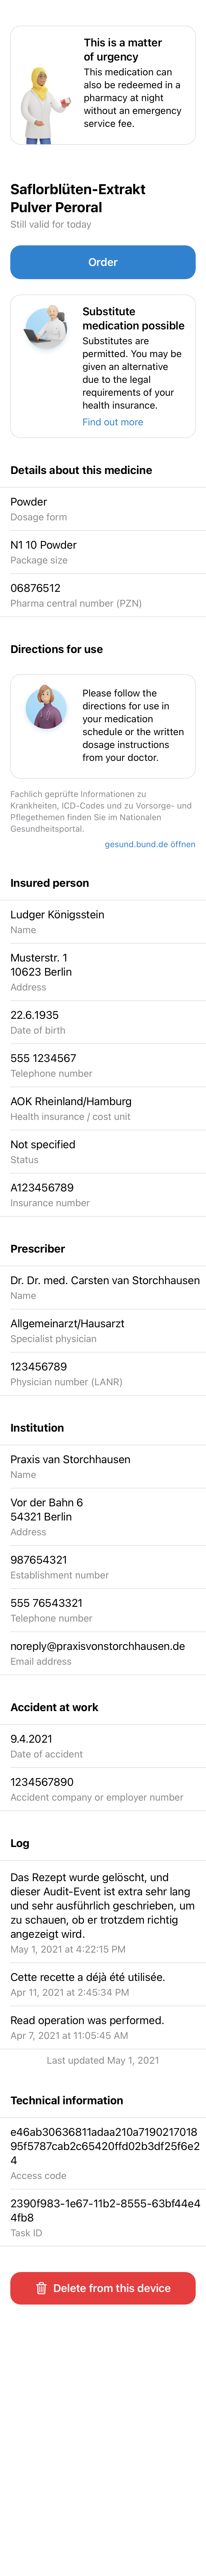 This is a matter
of urgency
This medication can
also be redeemed in a
pharmacy at night
without an emergency
service fee.
Saflorblüten-Extrakt
Pulver Peroral
Still valid for today
Order
Substitute
medication possible
Substitutes are
permitted. You may be
given an alternative
due to the legal
requirements of your
health insurance.
Find out more
Details about this medicine
Powder
Dosage form
N1 10 Powder
Package size
06876512
Pharma central number (PZN)
Directions for use
Please follow the
directions for use in
your medication
schedule or the written
dosage instructions
from your doctor.
Fachlich geprüfte Informationen zu
Krankheiten, ICD-Codes und zu Vorsorge- und
Pflegethemen finden Sie im Nationalen
Gesundheitsportal.
gesund.bund.de öffnen
Insured person
Ludger Königsstein
Name
Musterstr. 1
10623 Berlin
Address
22.6.1935
Date of birth
555 1234567
Telephone number
AOK Rheinland/Hamburg
Health insurance / cost unit
Not specified
Status
A123456789
Insurance number
Prescriber
Dr. Dr. med. Carsten van Storchhausen
Name
Allgemeinarzt/Hausarzt
Specialist physician
123456789
Physician number (LANR)
Institution
Praxis van Storchhausen
Name
Vor der Bahn 6
54321 Berlin
Address
987654321
Establishment number
555 76543321
Telephone number
noreply@praxisvonstorchhausen.de
Email address
Accident at work
9.4.2021
Date of accident
1234567890
Accident company or employer number
Log
Das Rezept wurde gelöscht, und
dieser Audit-Event ist extra sehr lang
und sehr ausführlich geschrieben, um
zu schauen, ob er trotzdem richtig
angezeigt wird.
May 1, 2021 at 4:22:15 PM
Cette recette a déjà été utilisée.
Apr 11, 2021 at 2:45:34 PM
Read operation was performed.
Apr 7, 2021 at 11:05:45 AM
Last updated May 1, 2021
Technical information
e46ab30636811adaa210a7190217018
95f5787cab2c65420ffd02b3df25f6e2
4
Access code
2390f983-1e67-11b2-8555-63bf44e4
4fb8
Task ID
Delete from this device